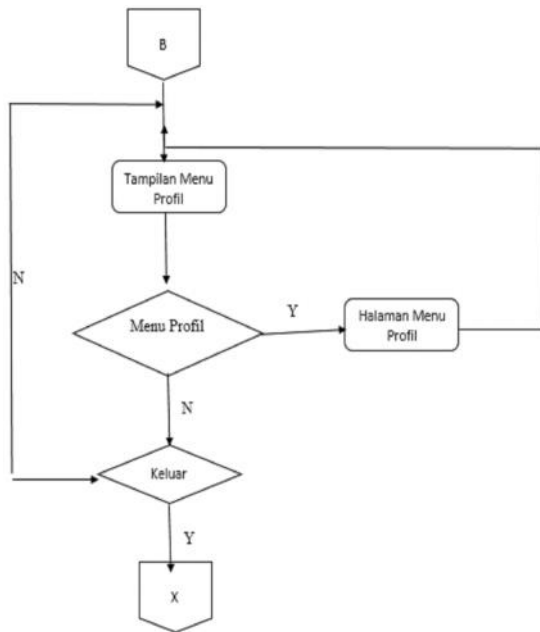 B
Tampilan Menu
Profil
N
Menu Profil
Y
Halaman Menu
Profil
N
Keluar
Y
X